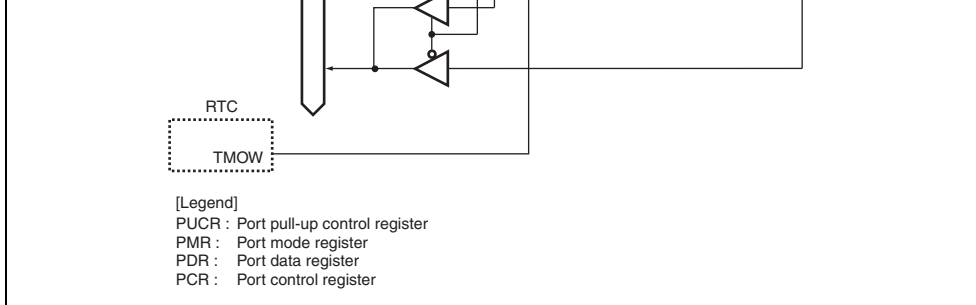 RTC
TMOW
[Legend]
PUCR : Port pull-up control register
PMR : Port mode register
PDR : Port data register
PCR : Port control register